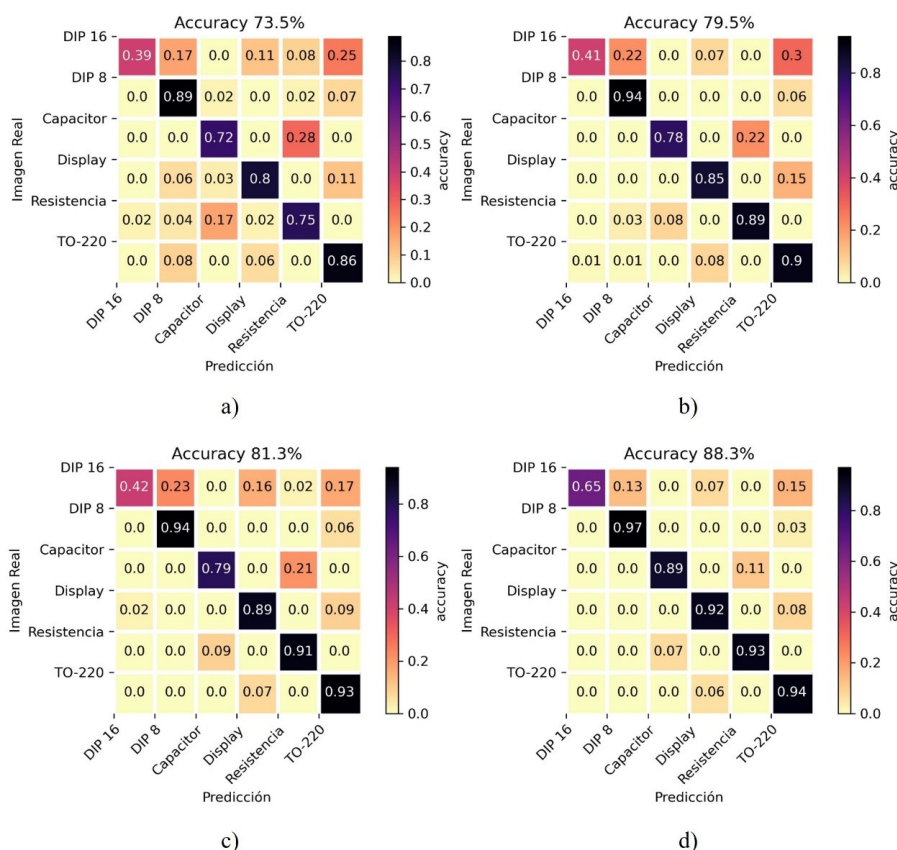 Accuracy 73.5%
DIP 16
DIP 8
Capacitor
Display
Resistencia
TO-220
Imagen Real
0.39 0.17 0.0 0.11 0.08 0.25
0.0 0.89 0.02 0.0 0.02 0.07
0.0 0.0 0.72 0.0 0.28 0.0
0.0 0.06 0.03 0.8 0.0 0.11
0.02 0.04 0.17 0.02 0.75 0.0
0.0 0.08 0.0 0.06 0.0 0.86
DIP 16 DIP 8 Capacitor Display Resistencia TO-220
Predicción
0.8
0.7
0.6
0.5
0.4
0.3
0.2
0.1
0.0
accuracy
a)
Accuracy 79.5%
DIP 16
DIP 8
Capacitor
Display
Resistencia
TO-220
Imagen Real
0.41 0.22 0.0 0.07 0.0 0.3
0.0 0.94 0.0 0.0 0.0 0.06
0.0 0.0 0.78 0.0 0.22 0.0
0.0 0.0 0.0 0.85 0.0 0.15
0.0 0.03 0.08 0.0 0.89 0.0
0.01 0.01 0.0 0.08 0.0 0.9
DIP 16 DIP 8 Capacitor Display Resistencia TO-220
Predicción
0.8
0.6
0.4
0.2
0.0
accuracy
b)
Accuracy 81.3%
DIP 16
DIP 8
Capacitor
Display
Resistencia
TO-220
Imagen Real
0.42 0.23 0.0 0.16 0.02 0.17
0.0 0.94 0.0 0.0 0.0 0.06
0.0 0.0 0.79 0.0 0.21 0.0
0.02 0.0 0.0 0.89 0.0 0.09
0.0 0.0 0.09 0.0 0.91 0.0
0.0 0.0 0.0 0.07 0.0 0.93
DIP 16 DIP 8 Capacitor Display Resistencia TO-220
Predicción
0.8
0.6
0.4
0.2
0.0
accuracy
c)
Accuracy 88.3%
DIP 16
DIP 8
Capacitor
Display
Resistencia
TO-220
Imagen Real
0.65 0.13 0.0 0.07 0.0 0.15
0.0 0.97 0.0 0.0 0.0 0.03
0.0 0.0 0.89 0.0 0.11 0.0
0.0 0.0 0.0 0.92 0.0 0.08
0.0 0.0 0.07 0.0 0.93 0.0
0.0 0.0 0.0 0.06 0.0 0.94
DIP 16 DIP 8 Capacitor Display Resistencia TO-220
Predicción
0.8
0.6
0.4
0.2
0.0
accuracy
d)